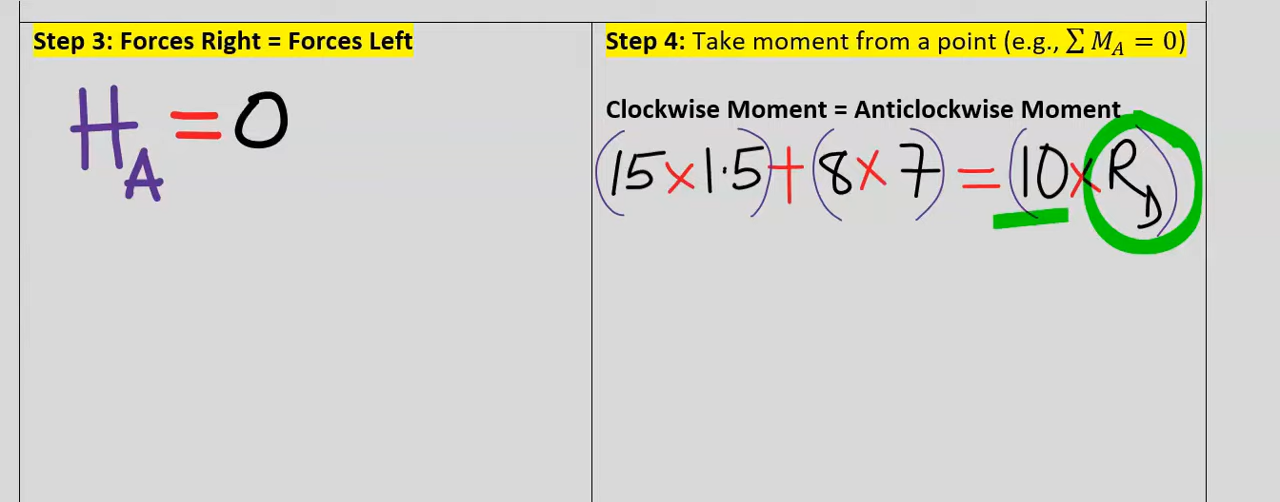 Step 3: Forces Right = Forces Left
H_A = 0
Step 4: Take moment from a point (e.g., ∑ M_A = 0)
Clockwise Moment = Anticlockwise Moment
(15 × 1.5) + (8 × 7) = (10 × R_D)